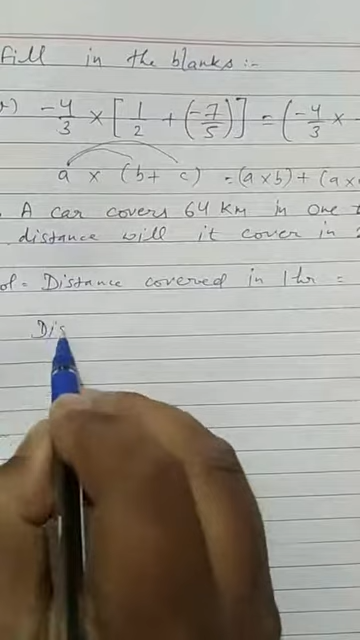 Fill in the blanks :-
-4/3 × [1/2 + (-7/5)] = (-4/3 ×
a × (b + c) = (a × b) + (a ×
A car covers 64 KM in one
distance will it cover in
Distance covered in 1 hr =
Dis